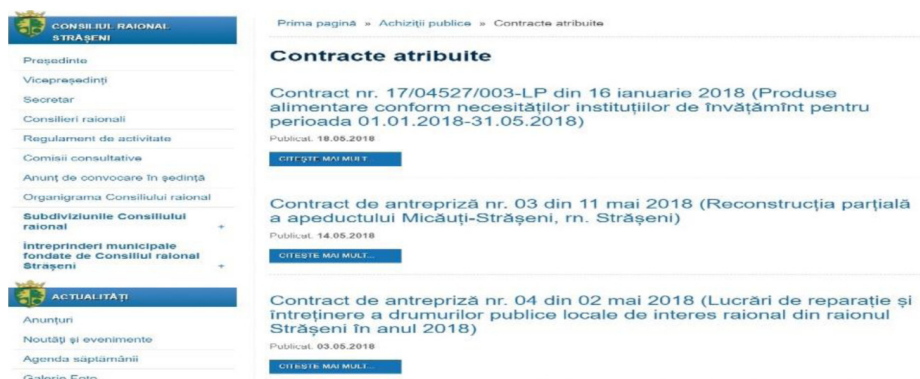 CONSILIUL RAIONAL
STRĂȘENI
Președinte
Vicepreședinți
Secretar
Consilieri raionali
Regulament de activitate
Comisii consultative
Anunț de convocare în ședință
Organigrama Consiliului raional
Subdiviziunile Consiliului
raional +
Întreprinderi municipale
fondate de Consiliul raional
Strășeni +
ACTUALITĂȚI
Anunțuri
Noutăți și evenimente
Agenda săptămânii
Galerie Foto
Prima pagină » Achiziții publice » Contracte atribuite
Contracte atribuite
Contract nr. 17/04527/003-LP din 16 ianuarie 2018 (Produse
alimentare conform necesităților instituțiilor de învățămînt pentru
perioada 01.01.2018-31.05.2018)
Publicat. 18.05.2018
CITEȘTE MAI MULT...
Contract de antrepriză nr. 03 din 11 mai 2018 (Reconstrucția parțială
a apeductului Micăuți-Strășeni, rn. Strășeni)
Publicat. 14.05.2018
CITEȘTE MAI MULT...
Contract de antrepriză nr. 04 din 02 mai 2018 (Lucrări de reparație și
întreținere a drumurilor publice locale de interes raional din raionul
Strășeni în anul 2018)
Publicat. 03.05.2018
CITEȘTE MAI MULT...